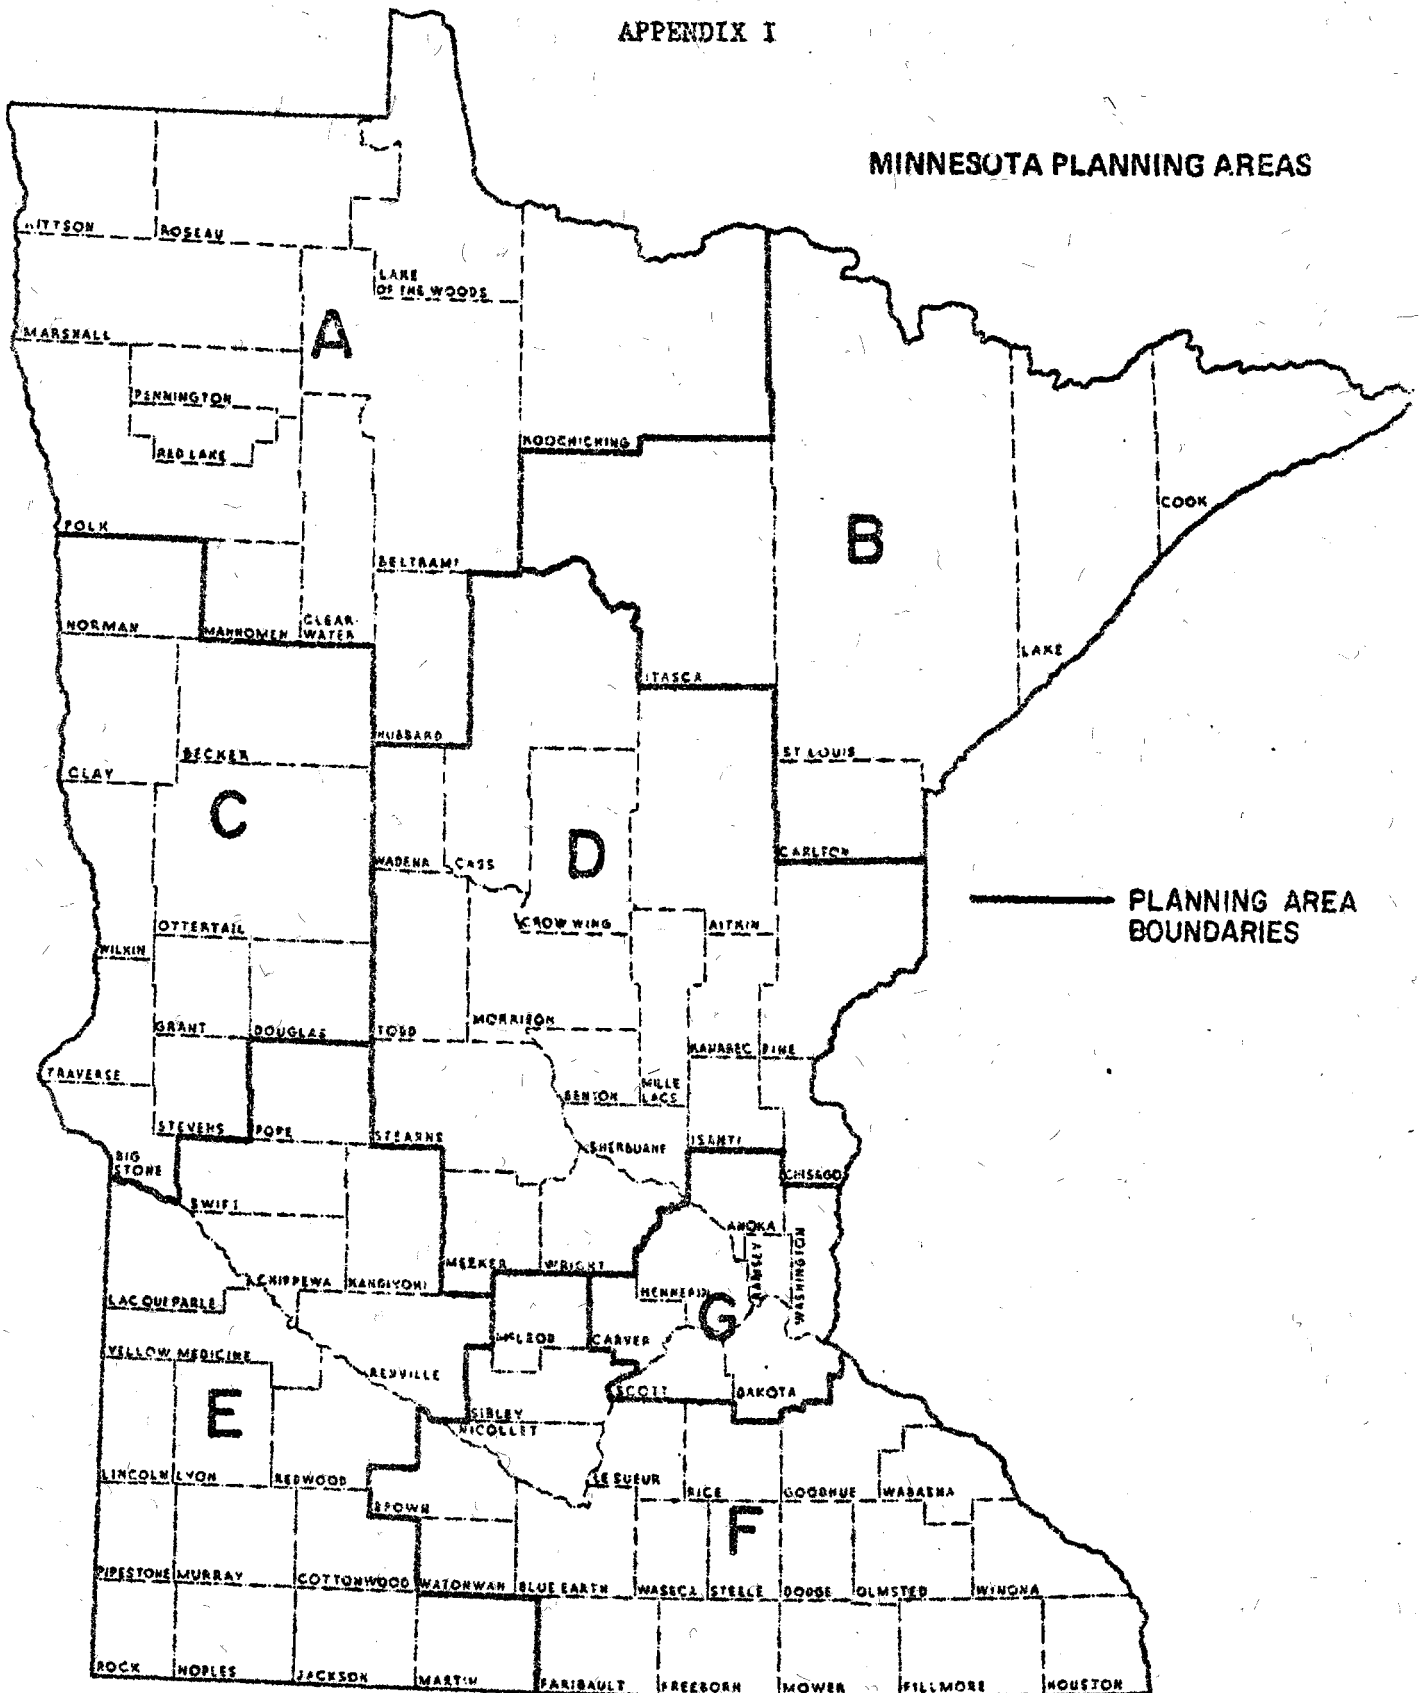 APPENDIX I
MINNESOTA PLANNING AREAS
ROSEAU
LAKE
OF THE WOODS
A
MARSHALL
PENNINGTON
RED LAKE
KOOCHICHING
COOK
POLK
B
BELTRAMI
NORMAN
MAHNOMEN
CLEAR-
WATER
LAKE
ITASCA
HUBBARD
BECKER
ST LOUIS
CLAY
C
D
WADENA
CASS
CARLTON
PLANNING AREA
BOUNDARIES
OTTERTAIL
CROW WING
AITKIN
WILKIN
GRANT
DOUGLAS
TODD
MORRISON
KANABEC
PINE
TRAVERSE
BENTON
MILLE
LACS
STEVENS
POPE
STEARNS
SHERBURNE
ISANTI
BIG
STONE
CHISAGO
SWIFT
ANOKA
RAMSEY
WASHINGTON
MEEKER
WRIGHT
CHIPPEWA
KANDIYOHI
HENNEPIN
LACQUIPARLE
G
MCLEOD
CARVER
YELLOW MEDICINE
RENVILLE
E
SCOTT
DAKOTA
SIBLEY
NICOLLET
LINCOLN
LYON
REDWOOD
LE SUEUR
RICE
GOODHUE
WABASHA
BROWN
F
PIPESTONE
MURRAY
COTTONWOOD
WATONWAN
BLUE EARTH
WASECA
STEELE
DODGE
OLMSTED
WINONA
ROCK
NOBLES
JACKSON
MARTIN
FARIBAULT
FREEBORN
MOWER
FILLMORE
HOUSTON